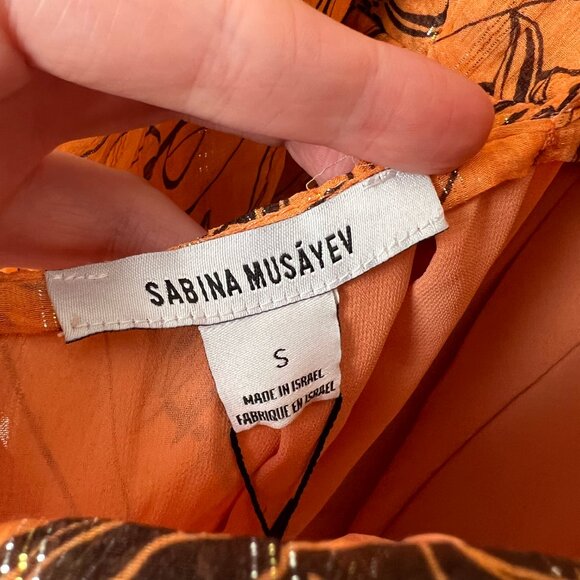 SABINA MUSÁYEV
S
MADE IN ISRAEL
FABRIQUE EN ISRAEL